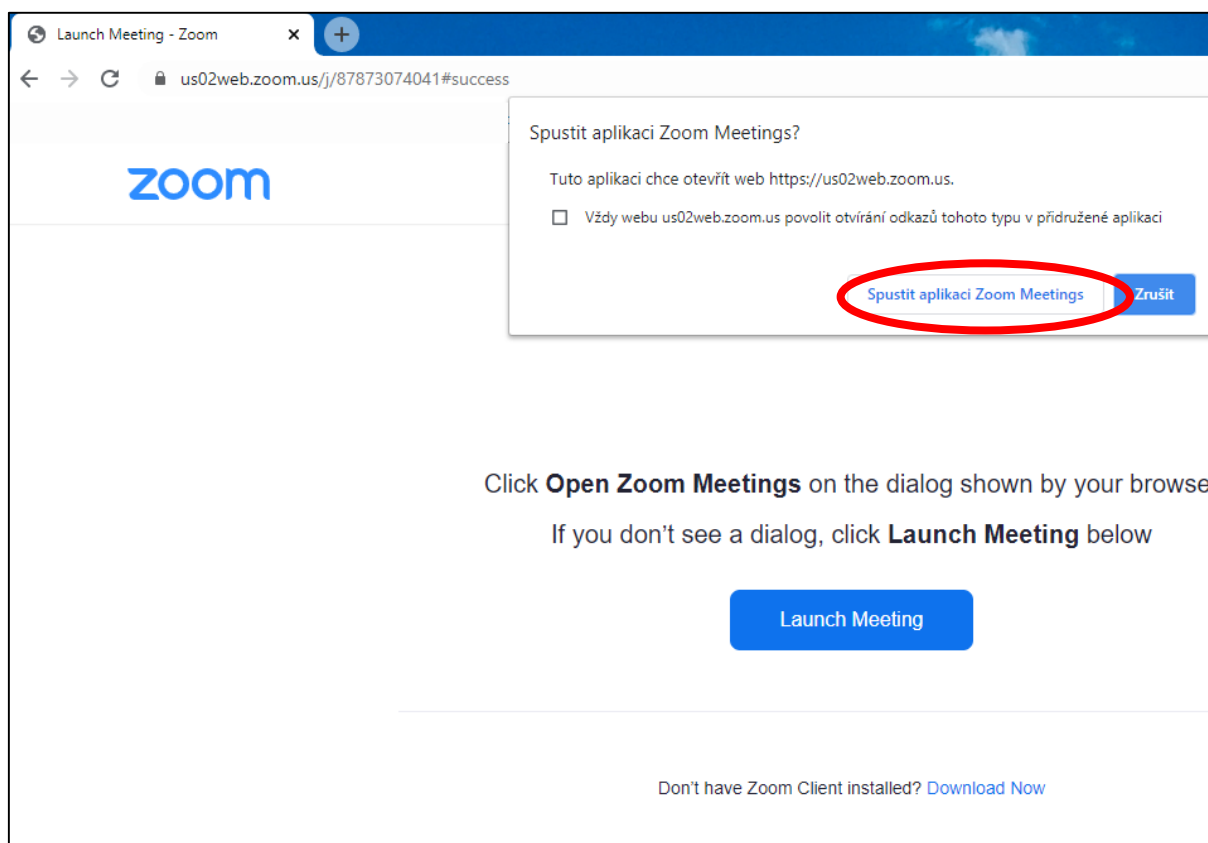 Launch Meeting - Zoom
us02web.zoom.us/j/87873074041#success
Spustit aplikaci Zoom Meetings?
Tuto aplikaci chce otevřít web https://us02web.zoom.us.
Vždy webu us02web.zoom.us povolit otvírání odkazů tohoto typu v přidružené aplikaci
Spustit aplikaci Zoom Meetings
Zrušit
zoom
Click Open Zoom Meetings on the dialog shown by your browse
If you don't see a dialog, click Launch Meeting below
Launch Meeting
Don't have Zoom Client installed? Download Now